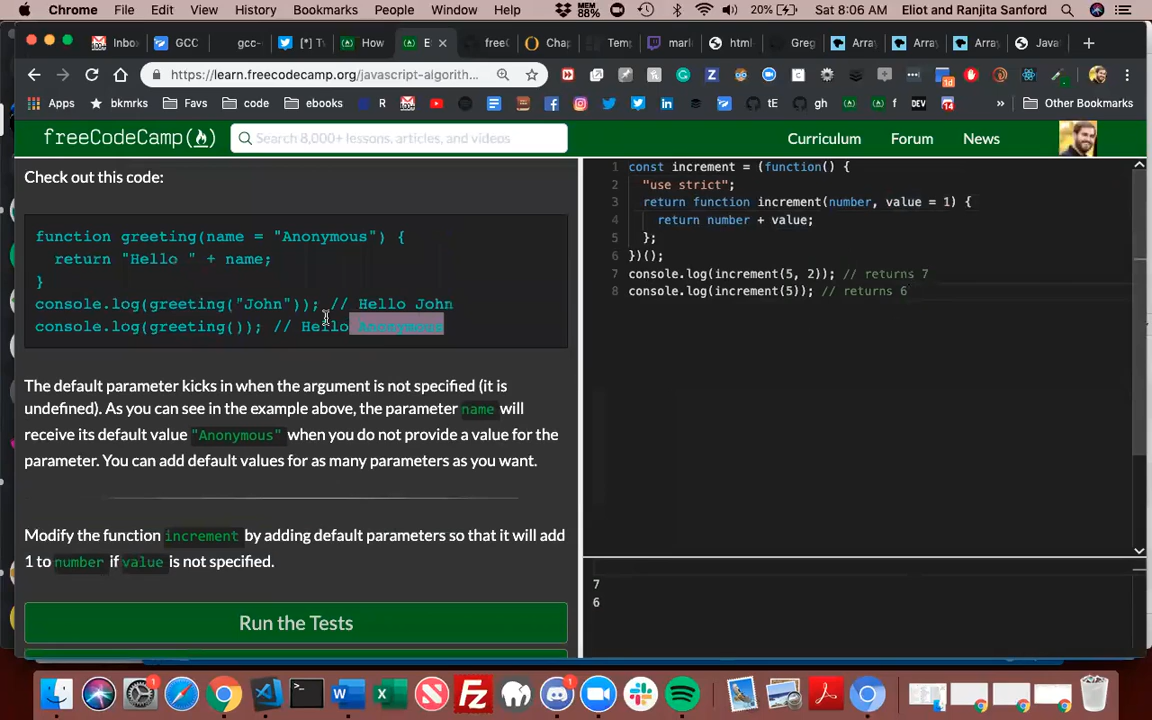 Chrome File Edit View History Bookmarks People Window Help MEM 88% 20% Sat 8:06 AM Eliot and Ranjita Sanford
Inbo GCC gcc- [*] T How E freeC Chap Temp mark html Greg Array Array Array Java
https://learn.freecodecamp.org/javascript-algorith...
Apps bkmrks Favs code ebooks R tE gh DEV 14 » Other Bookmarks
freeCodeCamp Search 8,000+ lessons, articles, and videos Curriculum Forum News
Check out this code:
function greeting(name = "Anonymous") {
return "Hello " + name;
}
console.log(greeting("John")); // Hello John
console.log(greeting()); // Hello Anonymous
The default parameter kicks in when the argument is not specified (it is
undefined). As you can see in the example above, the parameter name will
receive its default value "Anonymous" when you do not provide a value for the
parameter. You can add default values for as many parameters as you want.
Modify the function increment by adding default parameters so that it will add
1 to number if value is not specified.
Run the Tests
1 const increment = (function() {
2 "use strict";
3 return function increment(number, value = 1) {
4 return number + value;
5 };
6 })();
7 console.log(increment(5, 2)); // returns 7
8 console.log(increment(5)); // returns 6
7
6